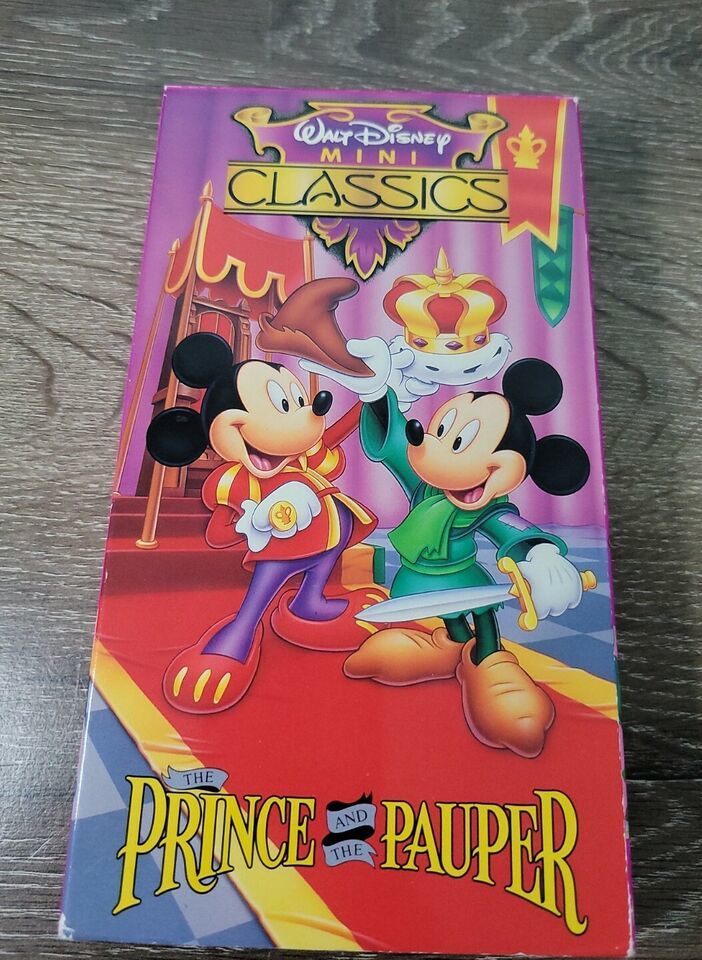 WALT DISNEY
MINI
CLASSICS
THE
PRINCE AND THE PAUPER